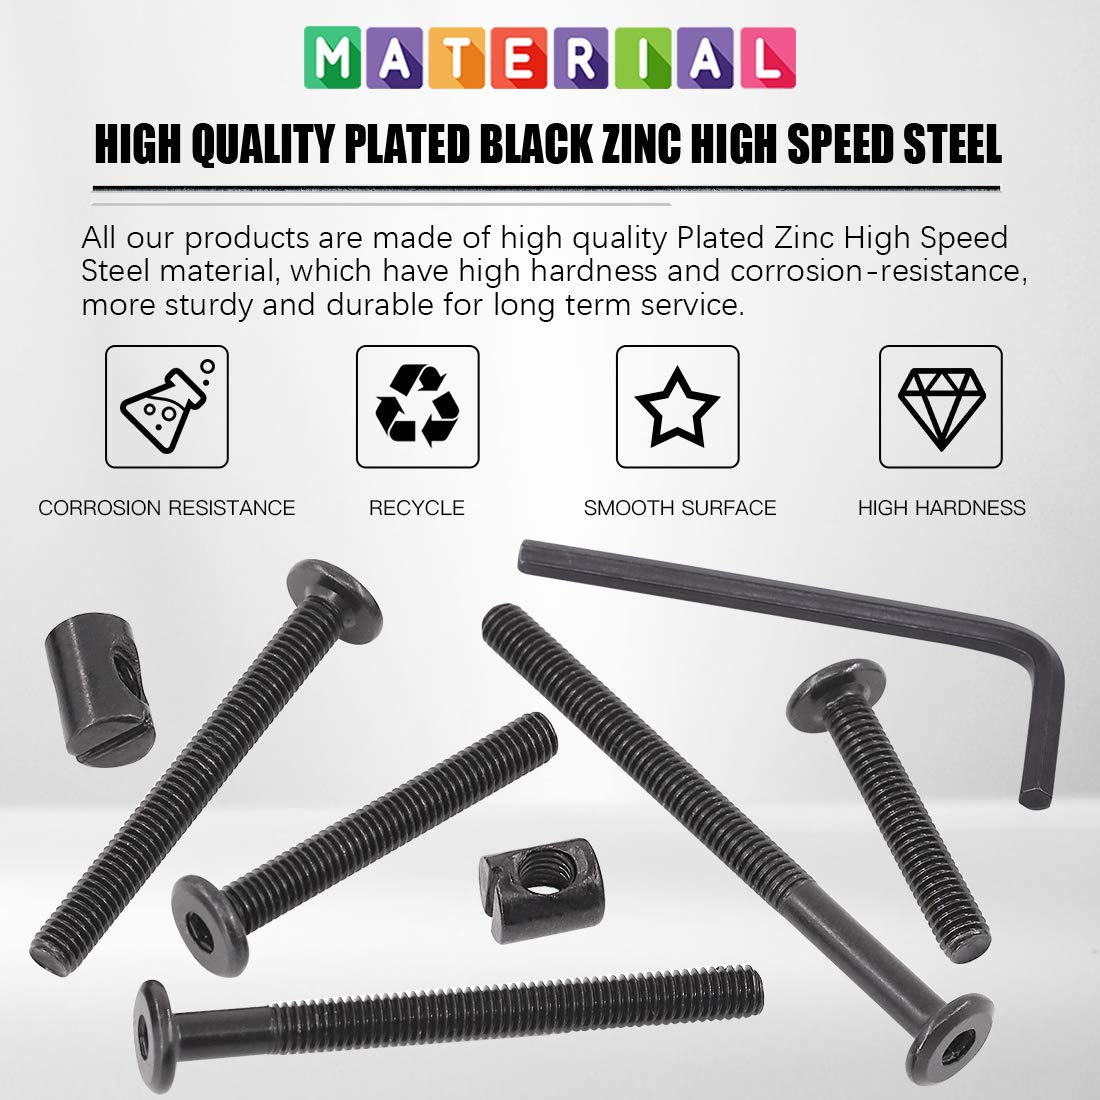 MATERIAL
HIGH QUALITY PLATED BLACK ZINC HIGH SPEED STEEL
All our products are made of high quality Plated Zinc High Speed
Steel material, which have high hardness and corrosion-resistance,
more sturdy and durable for long term service.
CORROSION RESISTANCE
RECYCLE
SMOOTH SURFACE
HIGH HARDNESS